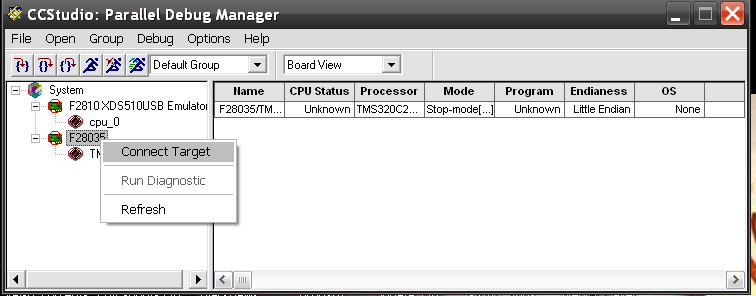 CCStudio: Parallel Debug Manager
File Open Group Debug Options Help
Default Group Board View
System
F2810 XDS510USB Emulator
cpu_0
F28035
TM
Connect Target
Run Diagnostic
Refresh
Name CPU Status Processor Mode Program Endianess OS
F28035/TM... Unknown TMS320C2... Stop-mode[...] Unknown Little Endian None